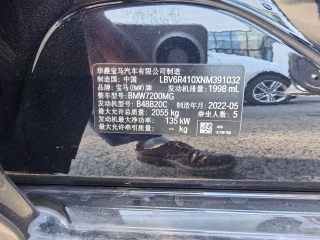 华晨宝马汽车有限公司制造
制造国: 中国 LBV6R410XNM391032
品牌: 宝马(BMW)牌 发动机排量: 1998 mL
整车型号: BMW7200MG
发动机型号: B48B20C 制造年月: 2022-05
最大允许总质量: 2055 kg 乘坐人数: 5
发动机最大净功率: 135 kW
最大允许牵引质量: — kg